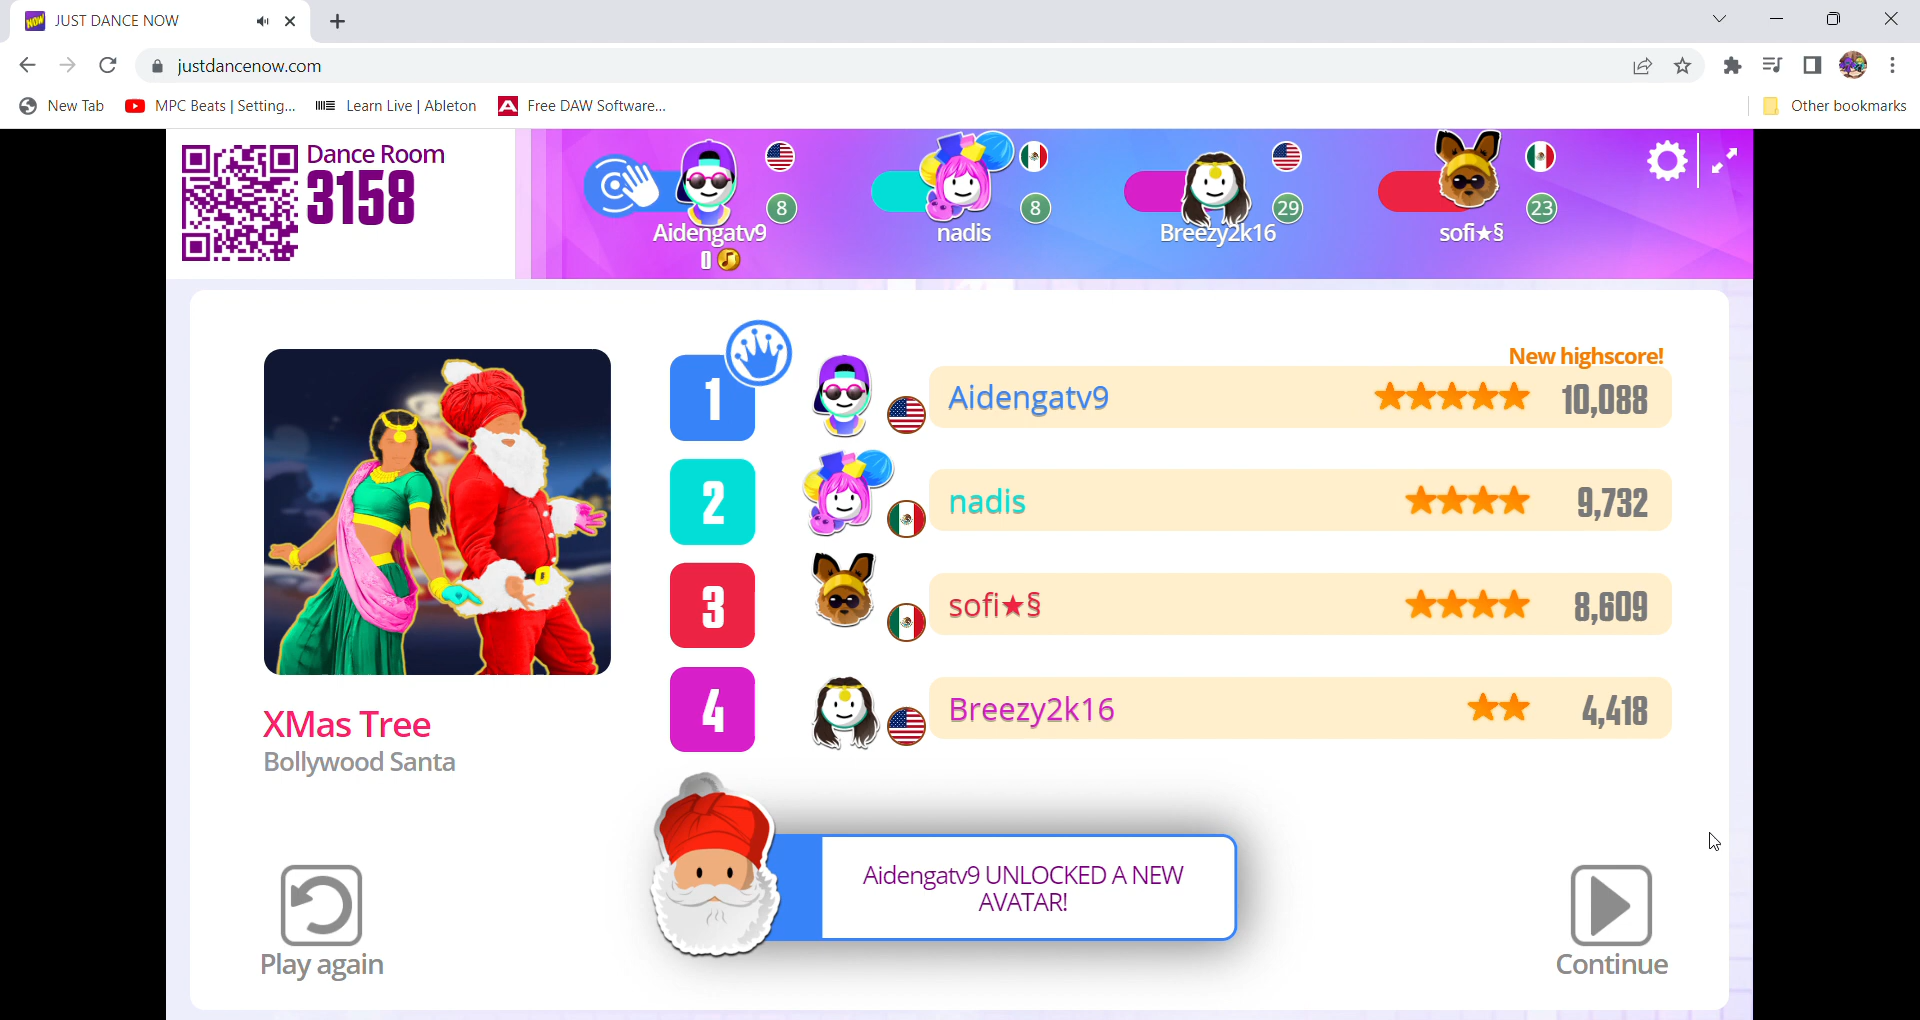 NOW JUST DANCE NOW
justdancenow.com
New Tab MPC Beats | Setting... Learn Live | Ableton Free DAW Software... Other bookmarks
Dance Room
3158
8 8 29 23
Aidengatv9 nadis Breezy2k16 sofi★§
0
New highscore!
1 Aidengatv9 10,088
2 nadis 9,732
3 sofi★§ 8,609
4 Breezy2k16 4,418
XMas Tree
Bollywood Santa
Aidengatv9 UNLOCKED A NEW
AVATAR!
Play again Continue